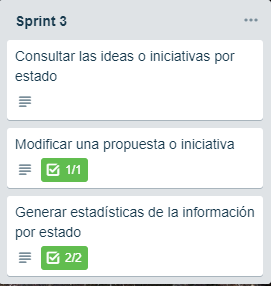 Sprint 3
Consultar las ideas o iniciativas por
estado
Modificar una propuesta o iniciativa
1/1
Generar estadísticas de la información
por estado
2/2